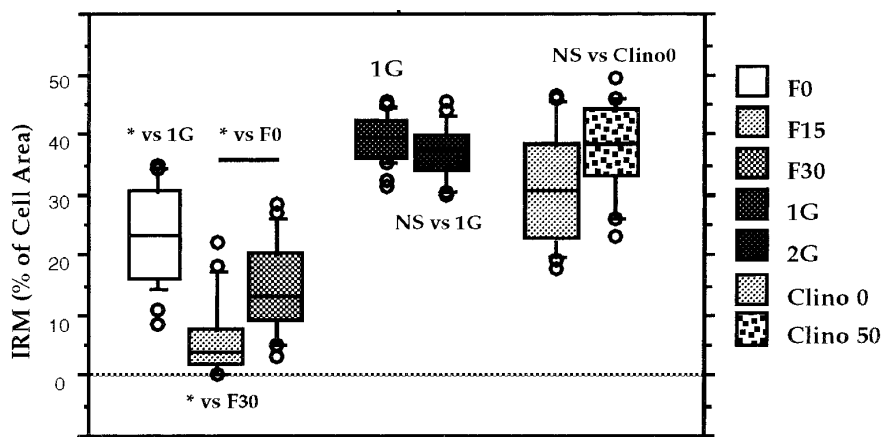 IRM (% of Cell Area)
50
40
30
20
10
0
* vs 1G
* vs F0
* vs F30
1G
NS vs 1G
NS vs Clino0
F0
F15
F30
1G
2G
Clino 0
Clino 50